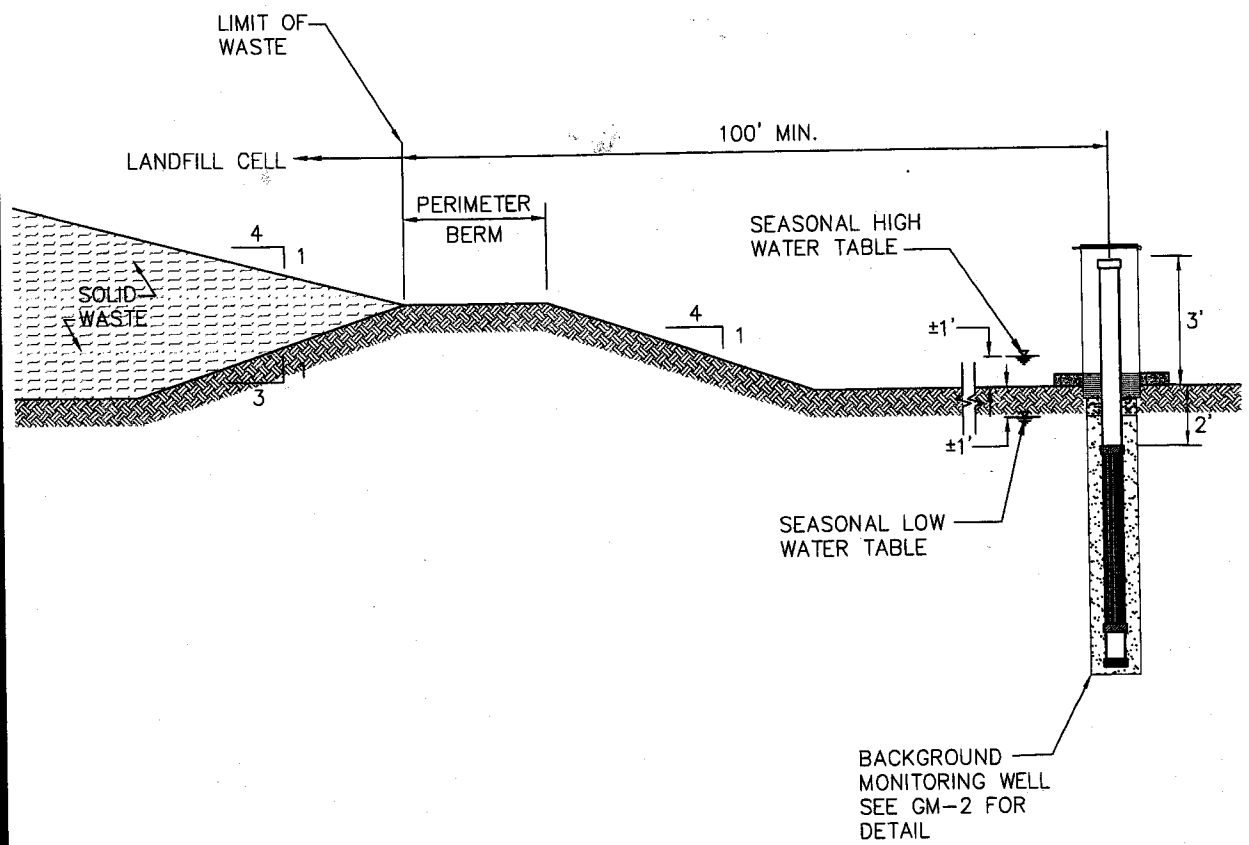 LIMIT OF
WASTE
100' MIN.
LANDFILL CELL
PERIMETER
BERM
SEASONAL HIGH
WATER TABLE
4
1
SOLID
WASTE
4
1
±1'
3'
3
1
2'
±1'
SEASONAL LOW
WATER TABLE
BACKGROUND
MONITORING WELL
SEE GM-2 FOR
DETAIL